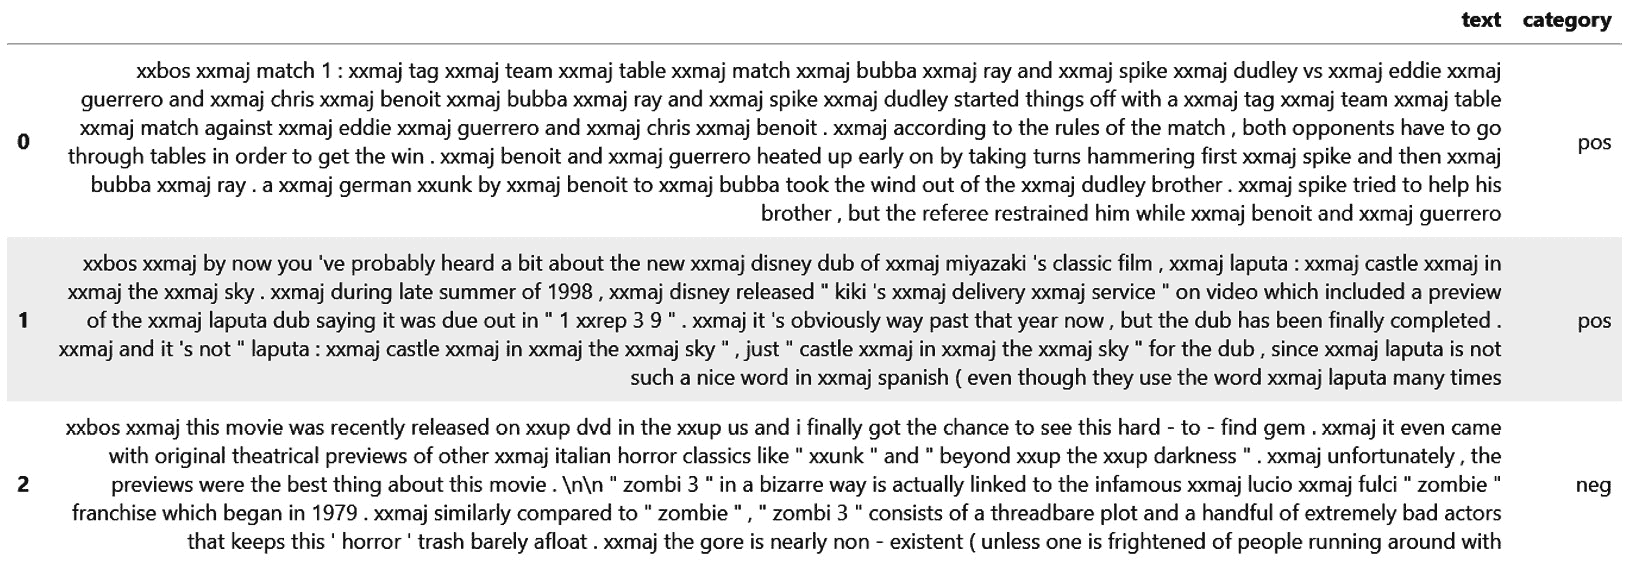 text category
xxbos xxmaj match 1 : xxmaj tag xxmaj team xxmaj table xxmaj match xxmaj bubba xxmaj ray and xxmaj spike xxmaj dudley vs xxmaj eddie xxmaj
guerrero and xxmaj chris xxmaj benoit xxmaj bubba xxmaj ray and xxmaj spike xxmaj dudley started things off with a xxmaj tag xxmaj team xxmaj table
0 xxmaj match against xxmaj eddie xxmaj guerrero and xxmaj chris xxmaj benoit . xxmaj according to the rules of the match , both opponents have to go pos
through tables in order to get the win . xxmaj benoit and xxmaj guerrero heated up early on by taking turns hammering first xxmaj spike and then xxmaj
bubba xxmaj ray . a xxmaj german xxunk by xxmaj benoit to xxmaj bubba took the wind out of the xxmaj dudley brother . xxmaj spike tried to help his
brother , but the referee restrained him while xxmaj benoit and xxmaj guerrero
xxbos xxmaj by now you 've probably heard a bit about the new xxmaj disney dub of xxmaj miyazaki 's classic film , xxmaj laputa : xxmaj castle xxmaj in
xxmaj the xxmaj sky . xxmaj during late summer of 1998 , xxmaj disney released " kiki 's xxmaj delivery xxmaj service " on video which included a preview
1 of the xxmaj laputa dub saying it was due out in " 1 xxrep 3 9 " . xxmaj it 's obviously way past that year now , but the dub has been finally completed . pos
xxmaj and it 's not " laputa : xxmaj castle xxmaj in xxmaj the xxmaj sky " , just " castle xxmaj in xxmaj the xxmaj sky " for the dub , since xxmaj laputa is not
such a nice word in xxmaj spanish ( even though they use the word xxmaj laputa many times
xxbos xxmaj this movie was recently released on xxup dvd in the xxup us and i finally got the chance to see this hard - to - find gem . xxmaj it even came
with original theatrical previews of other xxmaj italian horror classics like " xxunk " and " beyond xxup the xxup darkness " . xxmaj unfortunately , the
2 previews were the best thing about this movie . \n\n " zombi 3 " in a bizarre way is actually linked to the infamous xxmaj lucio xxmaj fulci " zombie " neg
franchise which began in 1979 . xxmaj similarly compared to " zombie " , " zombi 3 " consists of a threadbare plot and a handful of extremely bad actors
that keeps this ' horror ' trash barely afloat . xxmaj the gore is nearly non - existent ( unless one is frightened of people running around with